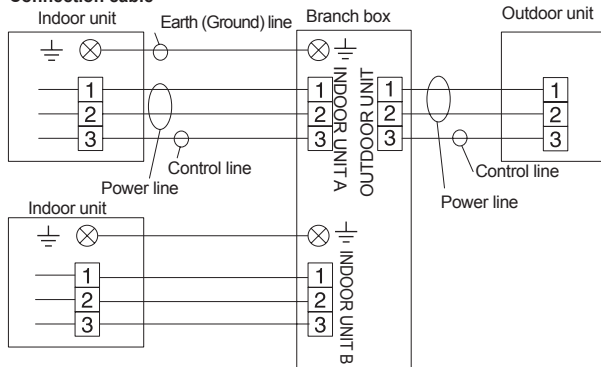 Indoor unit
Earth (Ground) line
Branch box
Outdoor unit
1
2
3
1
2
3
INDOOR UNIT A
OUTDOOR UNIT
1
2
3
1
2
3
Control line
Power line
Control line
Power line
Indoor unit
1
2
3
1
2
3
INDOOR UNIT B